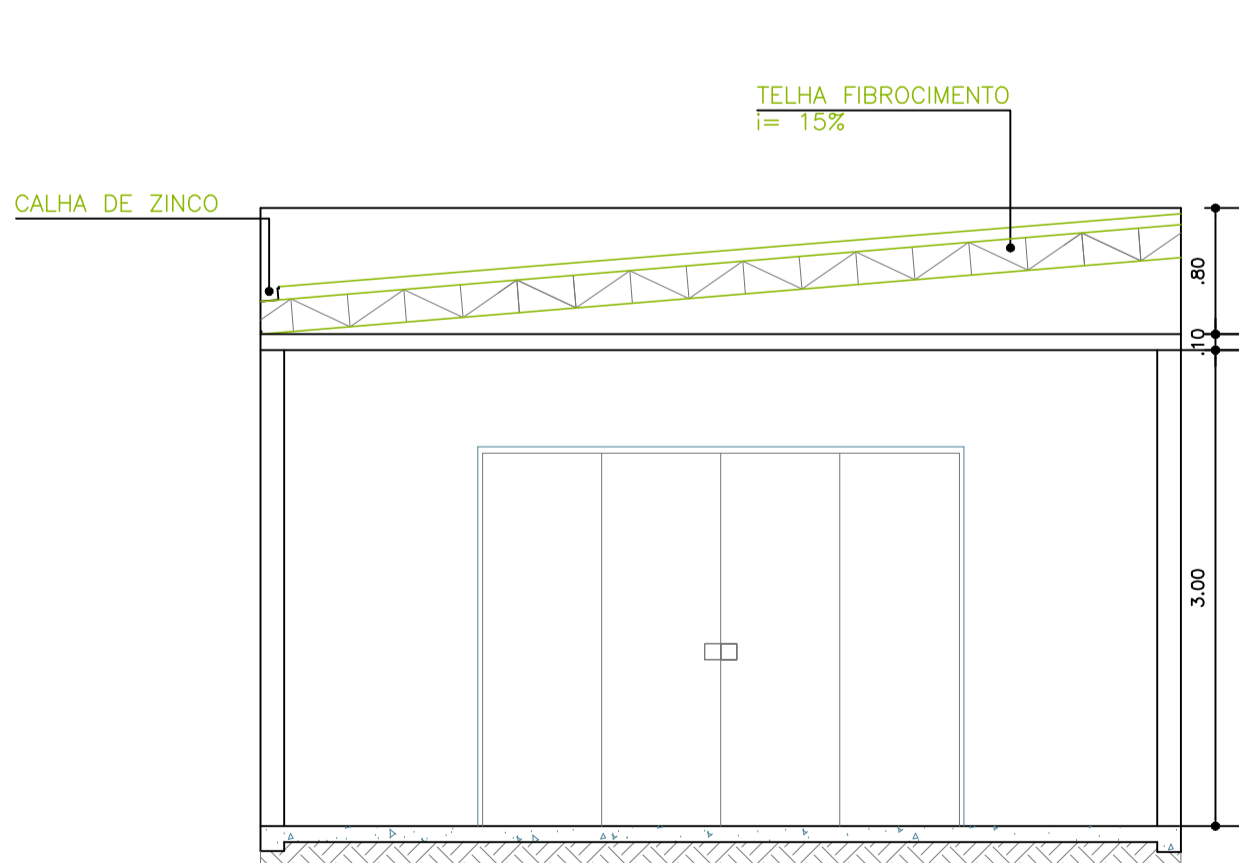 TELHA FIBROCIMENTO
i= 15%
CALHA DE ZINCO
.80
.10
3.00